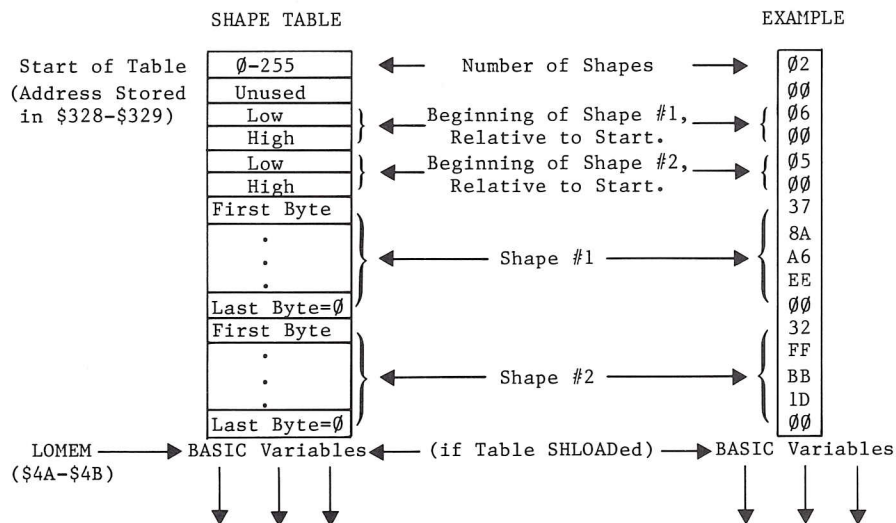 SHAPE TABLE EXAMPLE
Start of Table Ø-255 Number of Shapes Ø2
(Address Stored Unused ØØ
in $328-$329) Low Beginning of Shape #1, Ø6
High Relative to Start. ØØ
Low Beginning of Shape #2, Ø5
High Relative to Start. ØØ
First Byte 37
. 8A
. Shape #1 A6
. EE
Last Byte=Ø ØØ
First Byte 32
. FF
. Shape #2 BB
. 1D
Last Byte=Ø ØØ
LOMEM BASIC Variables (if Table SHLOADed) BASIC Variables
($4A-$4B)